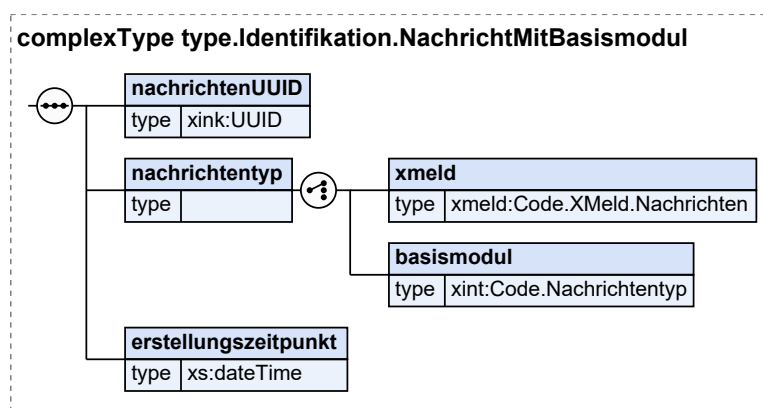 complexType type.Identifikation.NachrichtMitBasismodul
nachrichtenUUID
type xink:UUID
nachrichtentyp
type
xmeld
type xmeld:Code.XMeld.Nachrichten
basismodul
type xint:Code.Nachrichtentyp
erstellungszeitpunkt
type xs:dateTime